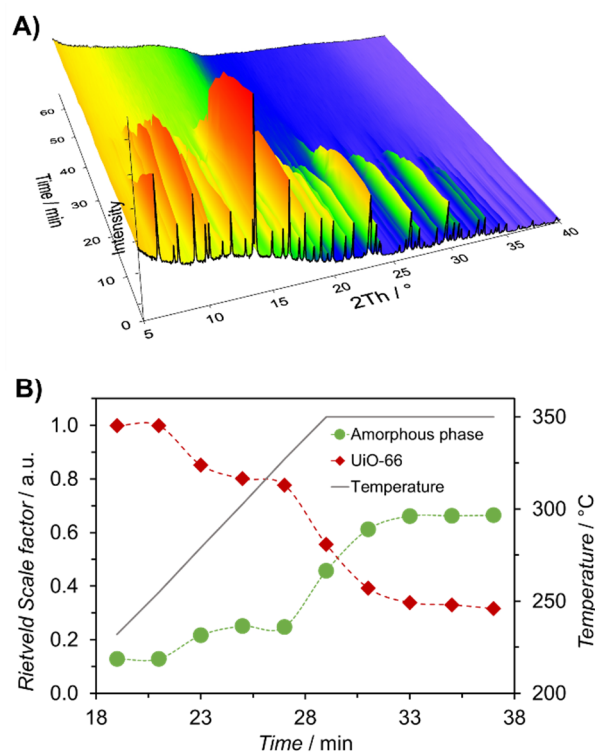 A)
60
50
40
30
20
10
0
Time / min
Intensity
5
10
15
20
25
30
35
40
2Th / °
B)
1.0
0.8
0.6
0.4
0.2
0.0
Rietveld Scale factor / a.u.
Amorphous phase
UiO-66
Temperature
350
300
250
200
Temperature / °C
18
23
28
33
38
Time / min